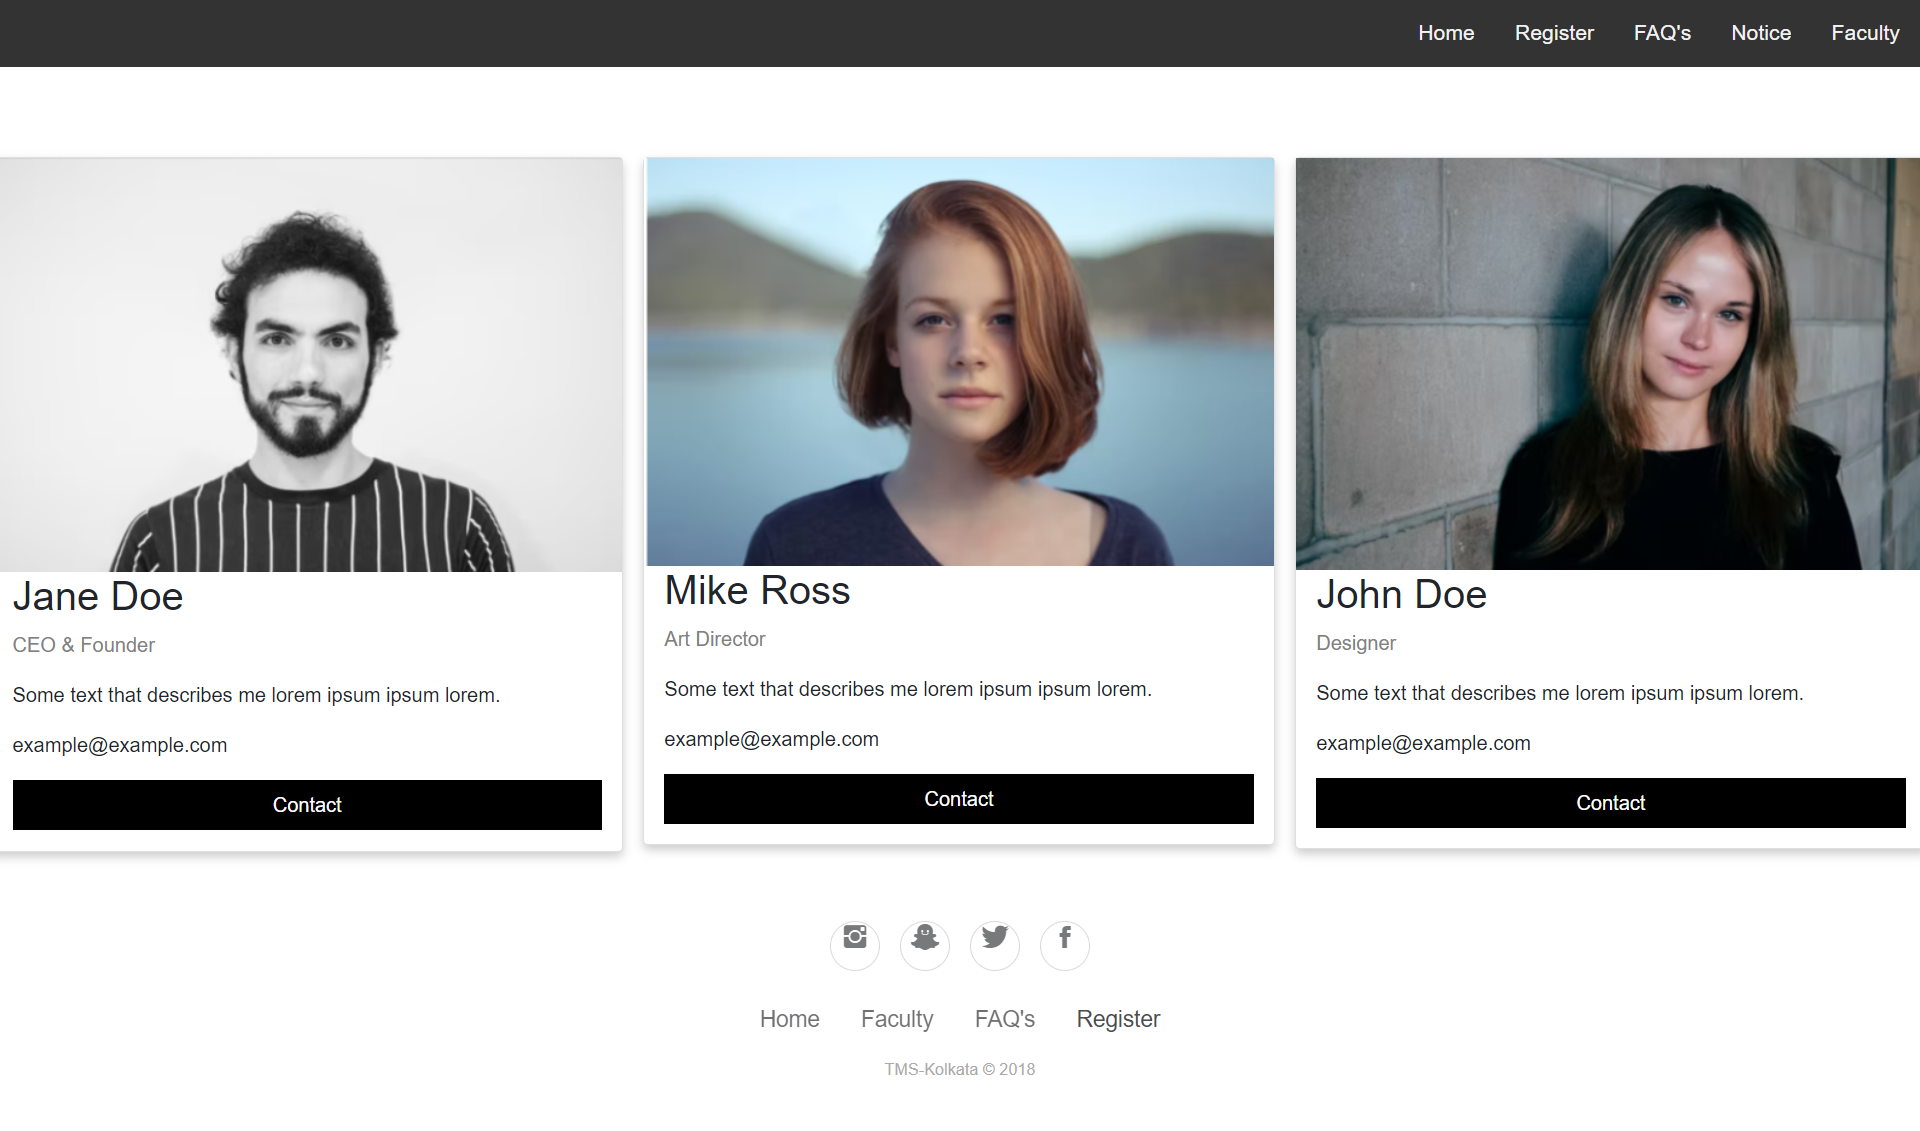 Home Register FAQ's Notice Faculty
Jane Doe
CEO & Founder
Some text that describes me lorem ipsum ipsum lorem.
example@example.com
Contact
Mike Ross
Art Director
Some text that describes me lorem ipsum ipsum lorem.
example@example.com
Contact
John Doe
Designer
Some text that describes me lorem ipsum ipsum lorem.
example@example.com
Contact
Home Faculty FAQ's Register
TMS-Kolkata © 2018